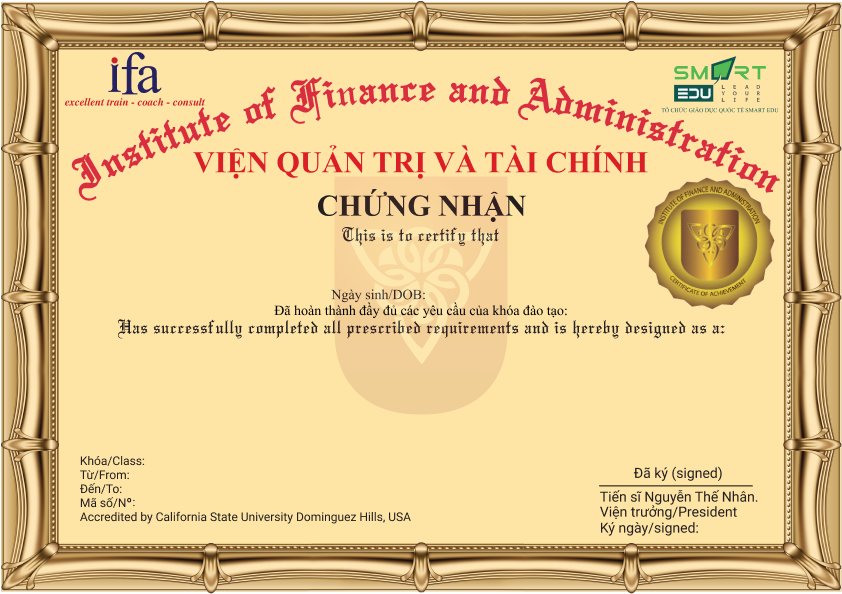 ifa
excellent train - coach - consult
SMART
EDU
LEAD
YOUR
LIFE
TỔ CHỨC GIÁO DỤC QUỐC TẾ SMART EDU
Institute of Finance and Administration
VIỆN QUẢN TRỊ VÀ TÀI CHÍNH
CHỨNG NHẬN
This is to certify that
INSTITUTE OF FINANCE AND ADMINISTRATION
CERTIFICATE OF ACHIEVEMENT
Ngày sinh/DOB:
Đã hoàn thành đầy đủ các yêu cầu của khóa đào tạo:
Has successfully completed all prescribed requirements and is hereby designed as a:
Khóa/Class:
Từ/From:
Đến/To:
Mã số/Nº:
Accredited by California State University Dominguez Hills, USA
Đã ký (signed)
Tiến sĩ Nguyễn Thế Nhân.
Viện trưởng/President
Ký ngày/signed: